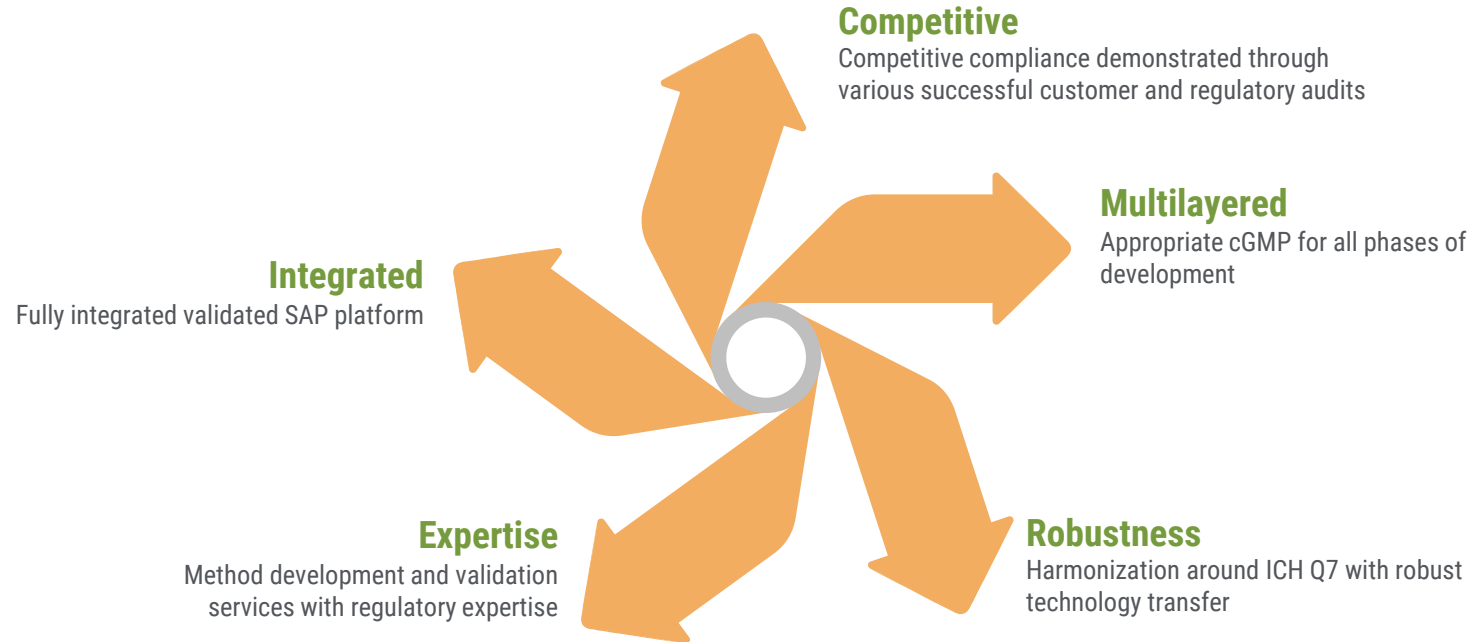 Competitive
Competitive compliance demonstrated through
various successful customer and regulatory audits
Multilayered
Appropriate cGMP for all phases of
development
Integrated
Fully integrated validated SAP platform
Expertise
Method development and validation
services with regulatory expertise
Robustness
Harmonization around ICH Q7 with robust
technology transfer